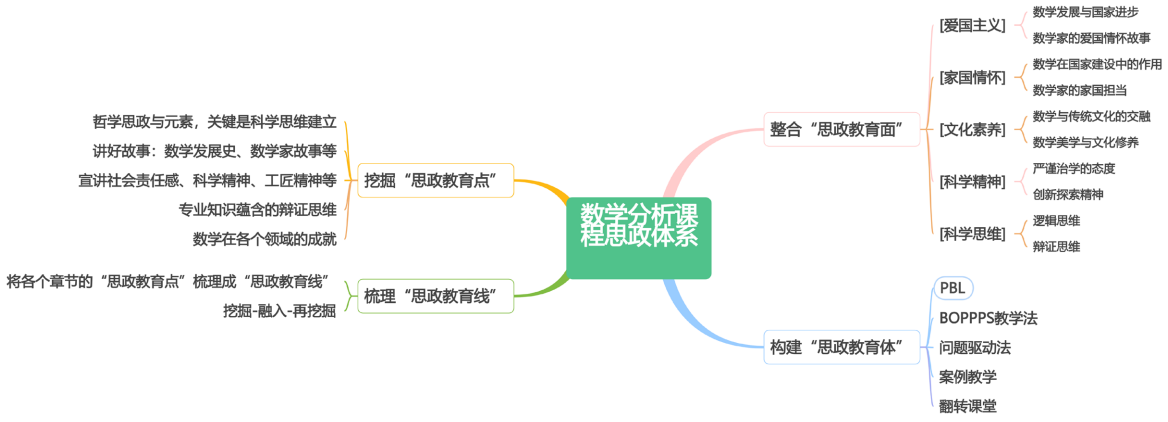 数学分析课
程思政体系
挖掘“思政教育点”
哲学思政与元素，关键是科学思维建立
讲好故事：数学发展史、数学家故事等
宣讲社会责任感、科学精神、工匠精神等
专业知识蕴含的辩证思维
数学在各个领域的成就
梳理“思政教育线”
将各个章节的“思政教育点”梳理成“思政教育线”
挖掘-融入-再挖掘
整合“思政教育面”
[爱国主义]
数学发展与国家进步
数学家的爱国情怀故事
[家国情怀]
数学在国家建设中的作用
数学家的家国担当
[文化素养]
数学与传统文化的交融
数学美学与文化修养
[科学精神]
严谨治学的态度
创新探索精神
[科学思维]
逻辑思维
辩证思维
构建“思政教育体”
PBL
BOPPPS教学法
问题驱动法
案例教学
翻转课堂